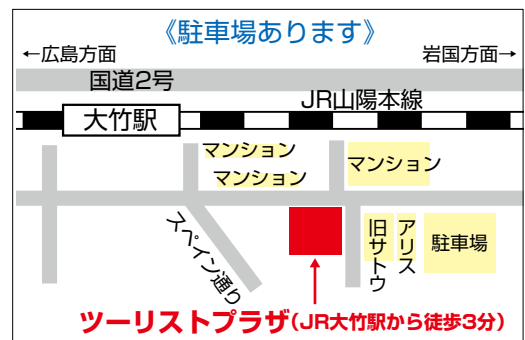 《駐車場あります》
←広島方面
岩国方面→
国道2号
JR山陽本線
大竹駅
マンション
マンション
マンション
スペイン通り
旧サトウ
アリス
駐車場
ツーリストプラザ(JR大竹駅から徒歩3分)